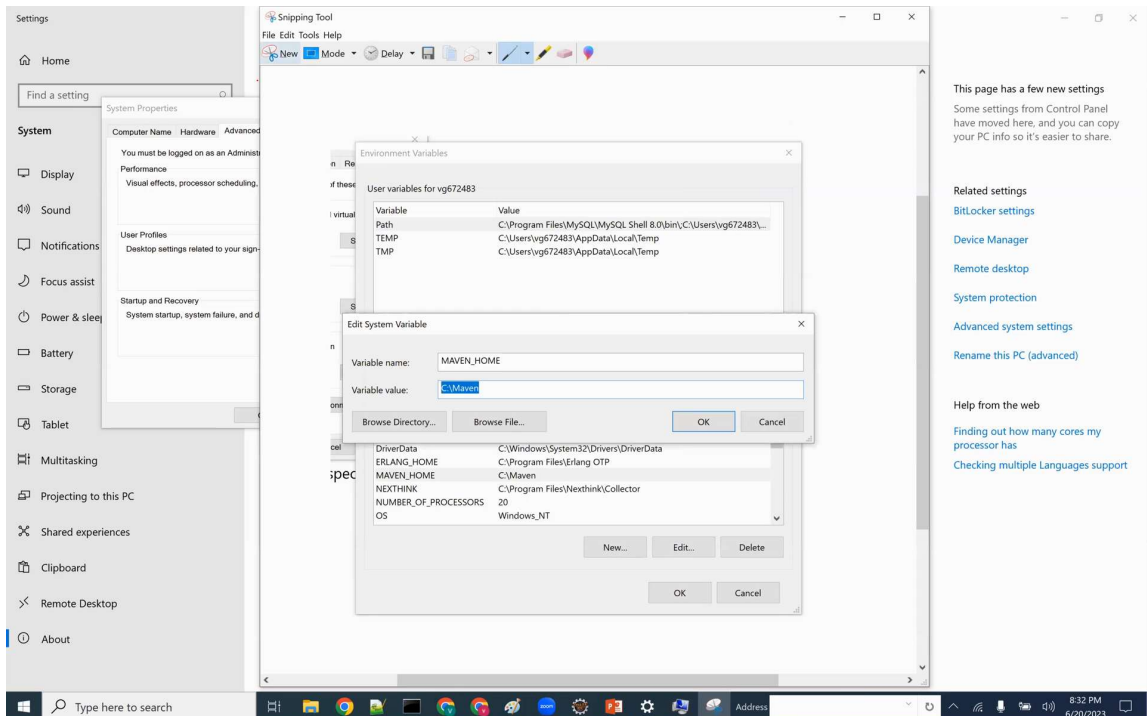 Settings
Home
Find a setting
System
Display
Sound
Notifications
Focus assist
Power & sleep
Battery
Storage
Tablet
Multitasking
Projecting to this PC
Shared experiences
Clipboard
Remote Desktop
About
System Properties
Computer Name Hardware Advanced
You must be logged on as an Administ
Performance
Visual effects, processor scheduling,
User Profiles
Desktop settings related to your sign-
Startup and Recovery
System startup, system failure, and d
Snipping Tool
File Edit Tools Help
New Mode Delay
Environment Variables
n Re
of these
virtual
User variables for vg672483
Variable Value
Path C:\Program Files\MySQL\MySQL Shell 8.0\bin\;C:\Users\vg672483\...
TEMP C:\Users\vg672483\AppData\Local\Temp
TMP C:\Users\vg672483\AppData\Local\Temp
Edit System Variable
Variable name: MAVEN_HOME
Variable value: C:\Maven
Browse Directory... Browse File... OK Cancel
cel
spec
DriverData C:\Windows\System32\Drivers\DriverData
ERLANG_HOME C:\Program Files\Erlang OTP
MAVEN_HOME C:\Maven
NEXTHINK C:\Program Files\Nexthink\Collector
NUMBER_OF_PROCESSORS 20
OS Windows_NT
New... Edit... Delete
OK Cancel
This page has a few new settings
Some settings from Control Panel
have moved here, and you can copy
your PC info so it's easier to share.
Related settings
BitLocker settings
Device Manager
Remote desktop
System protection
Advanced system settings
Rename this PC (advanced)
Help from the web
Finding out how many cores my
processor has
Checking multiple Languages support
Type here to search
zoom
Address
8:32 PM
6/20/2023